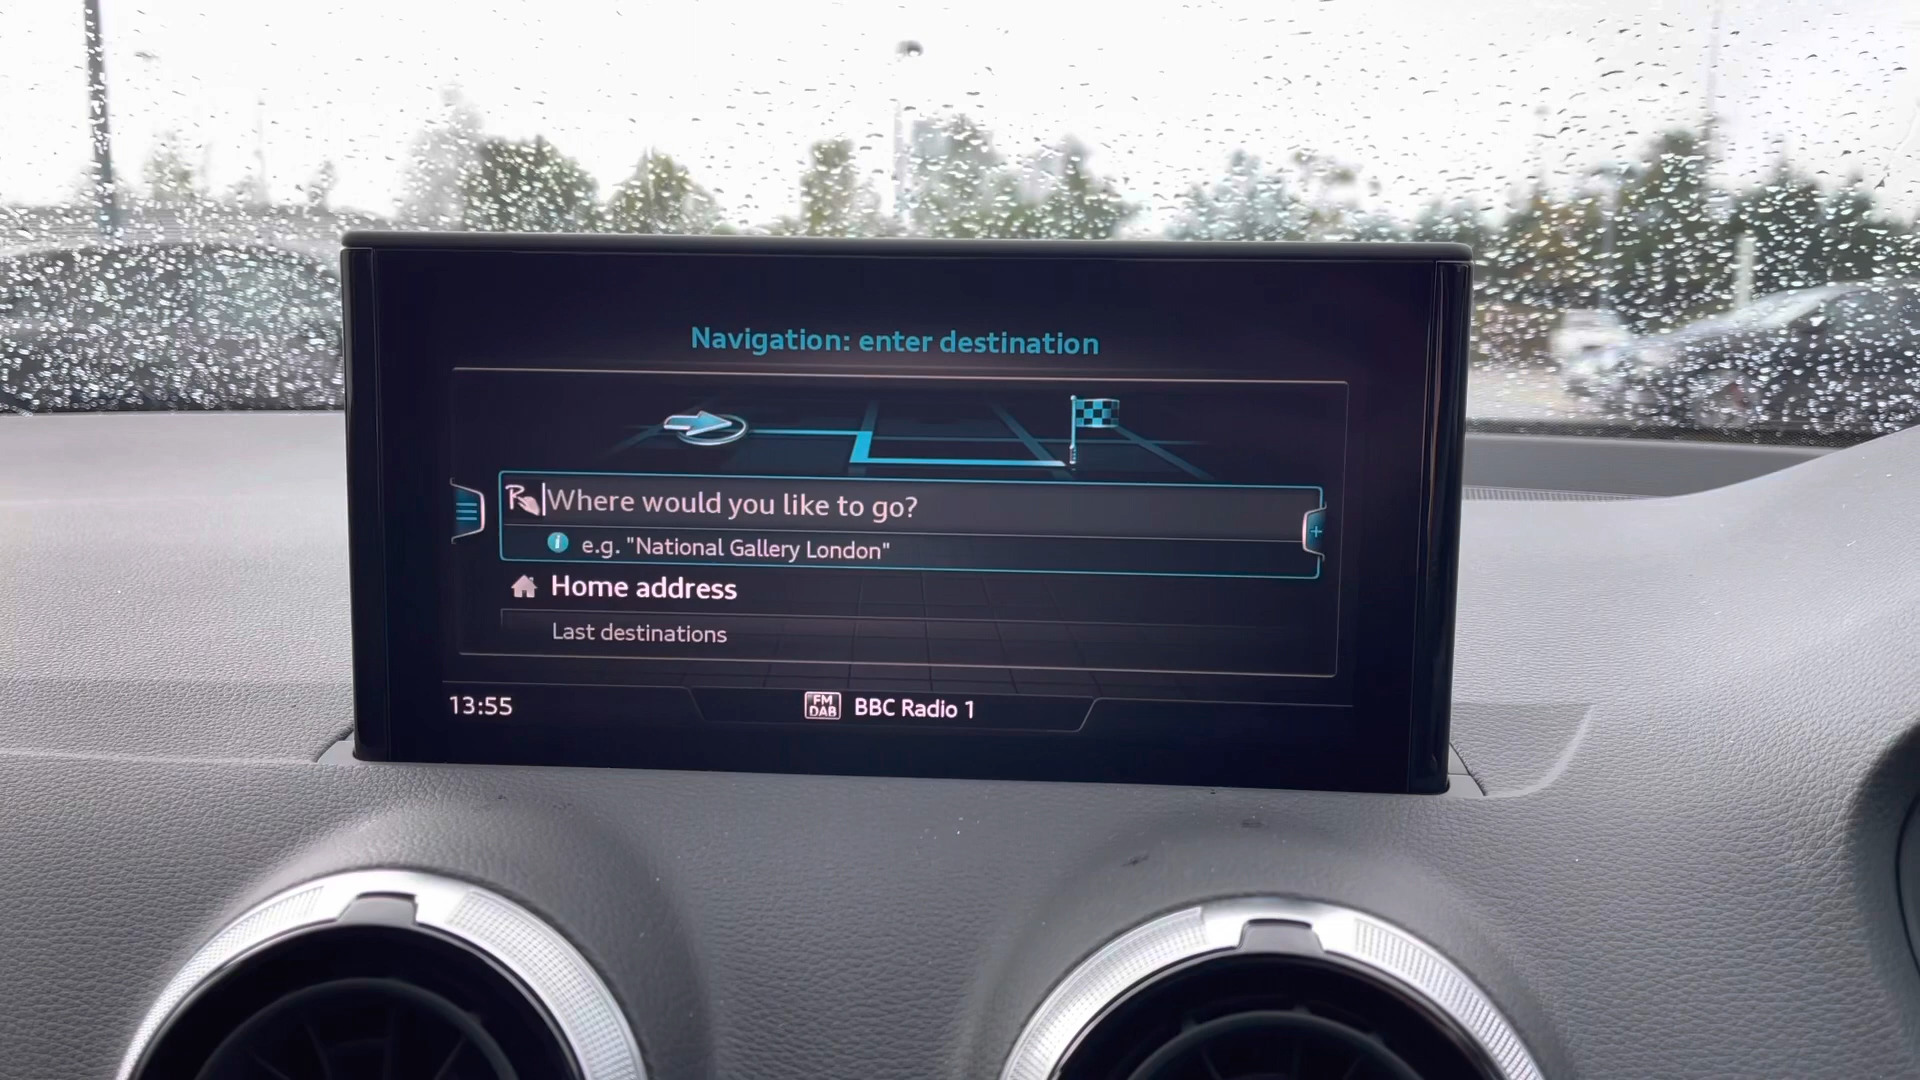 Navigation: enter destination
Where would you like to go?
e.g. "National Gallery London"
Home address
Last destinations
13:55
FM
DAB
BBC Radio 1